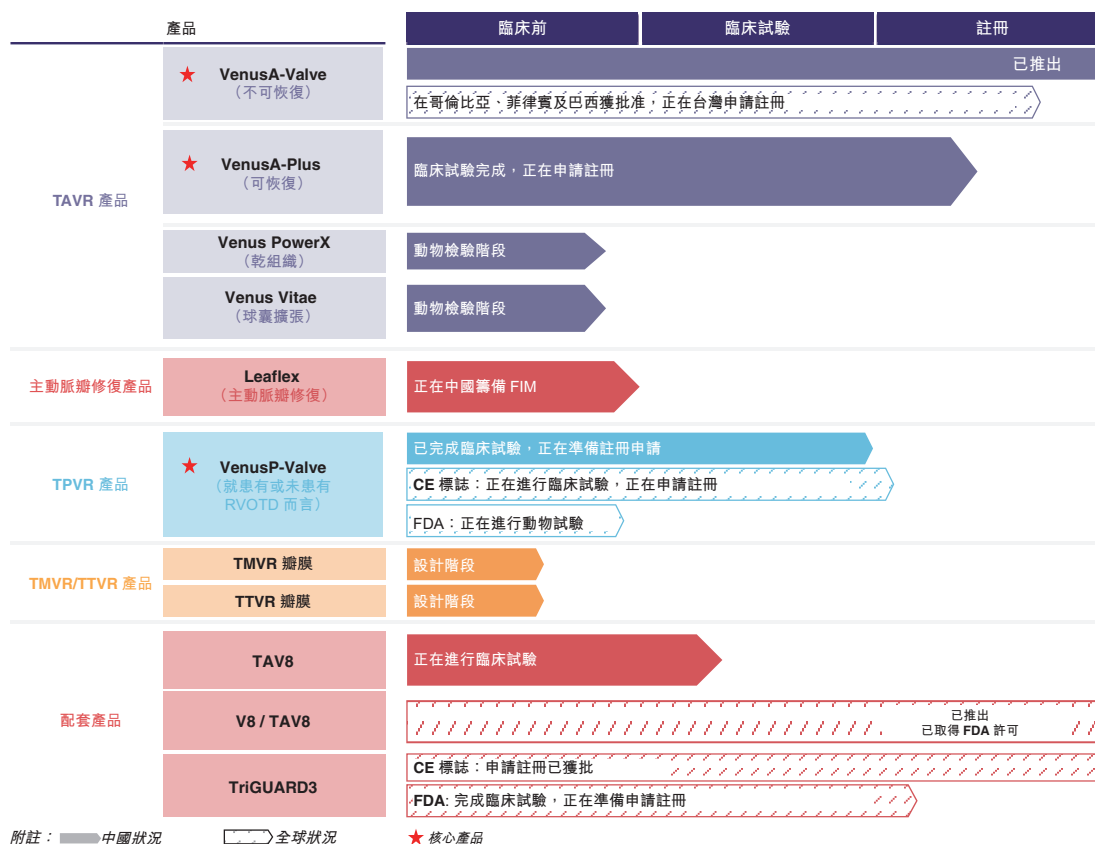 產品
臨床前
臨床試驗
註冊
TAVR 產品
VenusA-Valve
(不可恢復)
已推出
在哥倫比亞、菲律賓及巴西獲批准，正在台灣申請註冊
VenusA-Plus
(可恢復)
臨床試驗完成，正在申請註冊
Venus PowerX
(乾組織)
動物檢驗階段
Venus Vitae
(球囊擴張)
動物檢驗階段
主動脈瓣修復產品
Leaflex
(主動脈瓣修復)
正在中國籌備 FIM
TPVR 產品
VenusP-Valve
(就患有或未患有
RVOTD 而言)
已完成臨床試驗，正在準備註冊申請
CE 標誌：正在進行臨床試驗，正在申請註冊
FDA：正在進行動物試驗
TMVR/TTVR 產品
TMVR 瓣膜
設計階段
TTVR 瓣膜
設計階段
配套產品
TAV8
正在進行臨床試驗
V8 / TAV8
已推出
已取得 FDA 許可
TriGUARD3
CE 標誌：申請註冊已獲批
FDA: 完成臨床試驗，正在準備申請註冊
附註：
中國狀況
全球狀況
核心產品